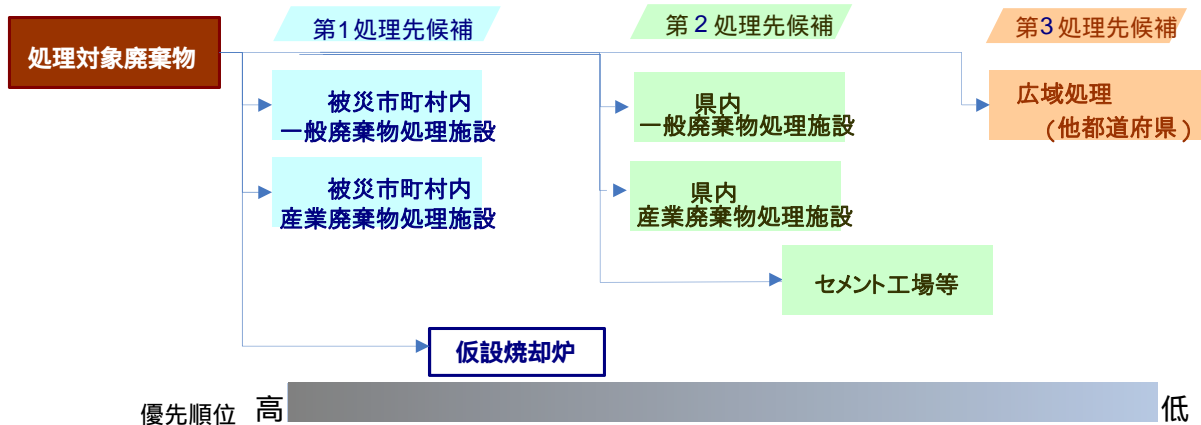 第1処理先候補
第2処理先候補
第3処理先候補
処理対象廃棄物
被災市町村内
一般廃棄物処理施設
県内
一般廃棄物処理施設
広域処理
(他都道府県)
被災市町村内
産業廃棄物処理施設
県内
産業廃棄物処理施設
セメント工場等
仮設焼却炉
優先順位 高 低